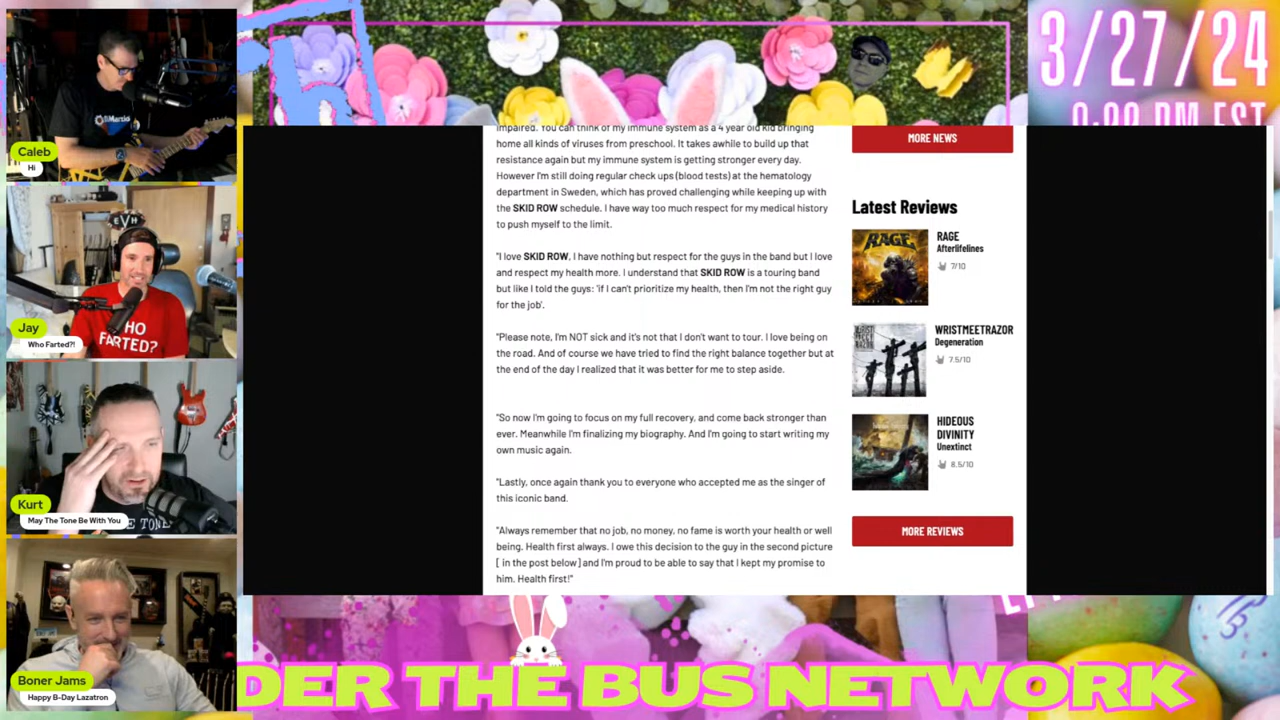 3/27/24
DiMarzio
Caleb
Hi
EVH
WHO
FARTED?
Jay
Who Farted?!
Kurt
May The Tone Be With You
Boner Jams
Happy B-Day Lazatron
impaired. You can think of my immune system as a 4 year old kid bringing
home all kinds of viruses from preschool. It takes awhile to build up that
resistance again but my immune system is getting stronger every day.
However I'm still doing regular check ups (blood tests) at the hematology
department in Sweden, which has proved challenging while keeping up with
the SKID ROW schedule. I have way too much respect for my medical history
to push myself to the limit.
"I love SKID ROW, I have nothing but respect for the guys in the band but I love
and respect my health more. I understand that SKID ROW is a touring band
but like I told the guys: 'if I can't prioritize my health, then I'm not the right guy
for the job'.
"Please note, I'm NOT sick and it's not that I don't want to tour. I love being on
the road. And of course we have tried to find the right balance together but at
the end of the day I realized that it was better for me to step aside.
"So now I'm going to focus on my full recovery, and come back stronger than
ever. Meanwhile I'm finalizing my biography. And I'm going to start writing my
own music again.
"Lastly, once again thank you to everyone who accepted me as the singer of
this iconic band.
"Always remember that no job, no money, no fame is worth your health or well
being. Health first always. I owe this decision to the guy in the second picture
[ in the post below] and I'm proud to be able to say that I kept my promise to
him. Health first!"
MORE NEWS
Latest Reviews
RAGE
RAGE
Afterlifelines
7/10
WRISTMEETRAZOR
Degeneration
7.5/10
HIDEOUS
DIVINITY
Unextinct
8.5/10
MORE REVIEWS
DER THE BUS NETWORK